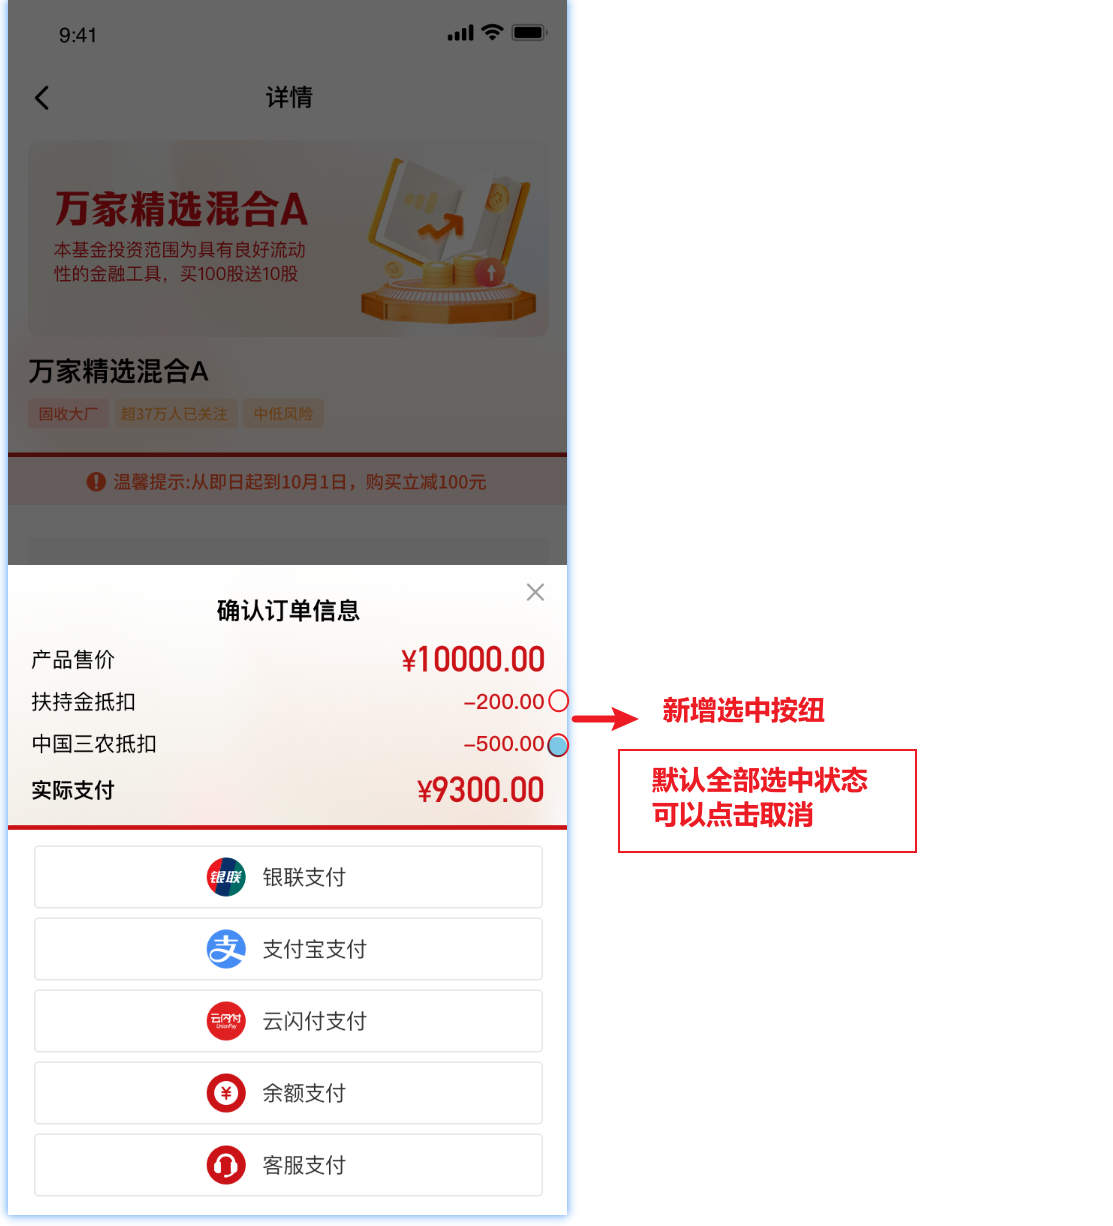 9:41
详情
万家精选混合A
本基金投资范围为具有良好流动
性的金融工具，买100股送10股
万家精选混合A
固收大厂 超37万人已关注 中低风险
温馨提示:从即日起到10月1日，购买立减100元
确认订单信息
产品售价 ¥10000.00
扶持金抵扣 -200.00
中国三农抵扣 -500.00
实际支付 ¥9300.00
新增选中按纽
默认全部选中状态
可以点击取消
银联 银联支付
支 支付宝支付
云闪付 UnionPay 云闪付支付
¥ 余额支付
客服支付